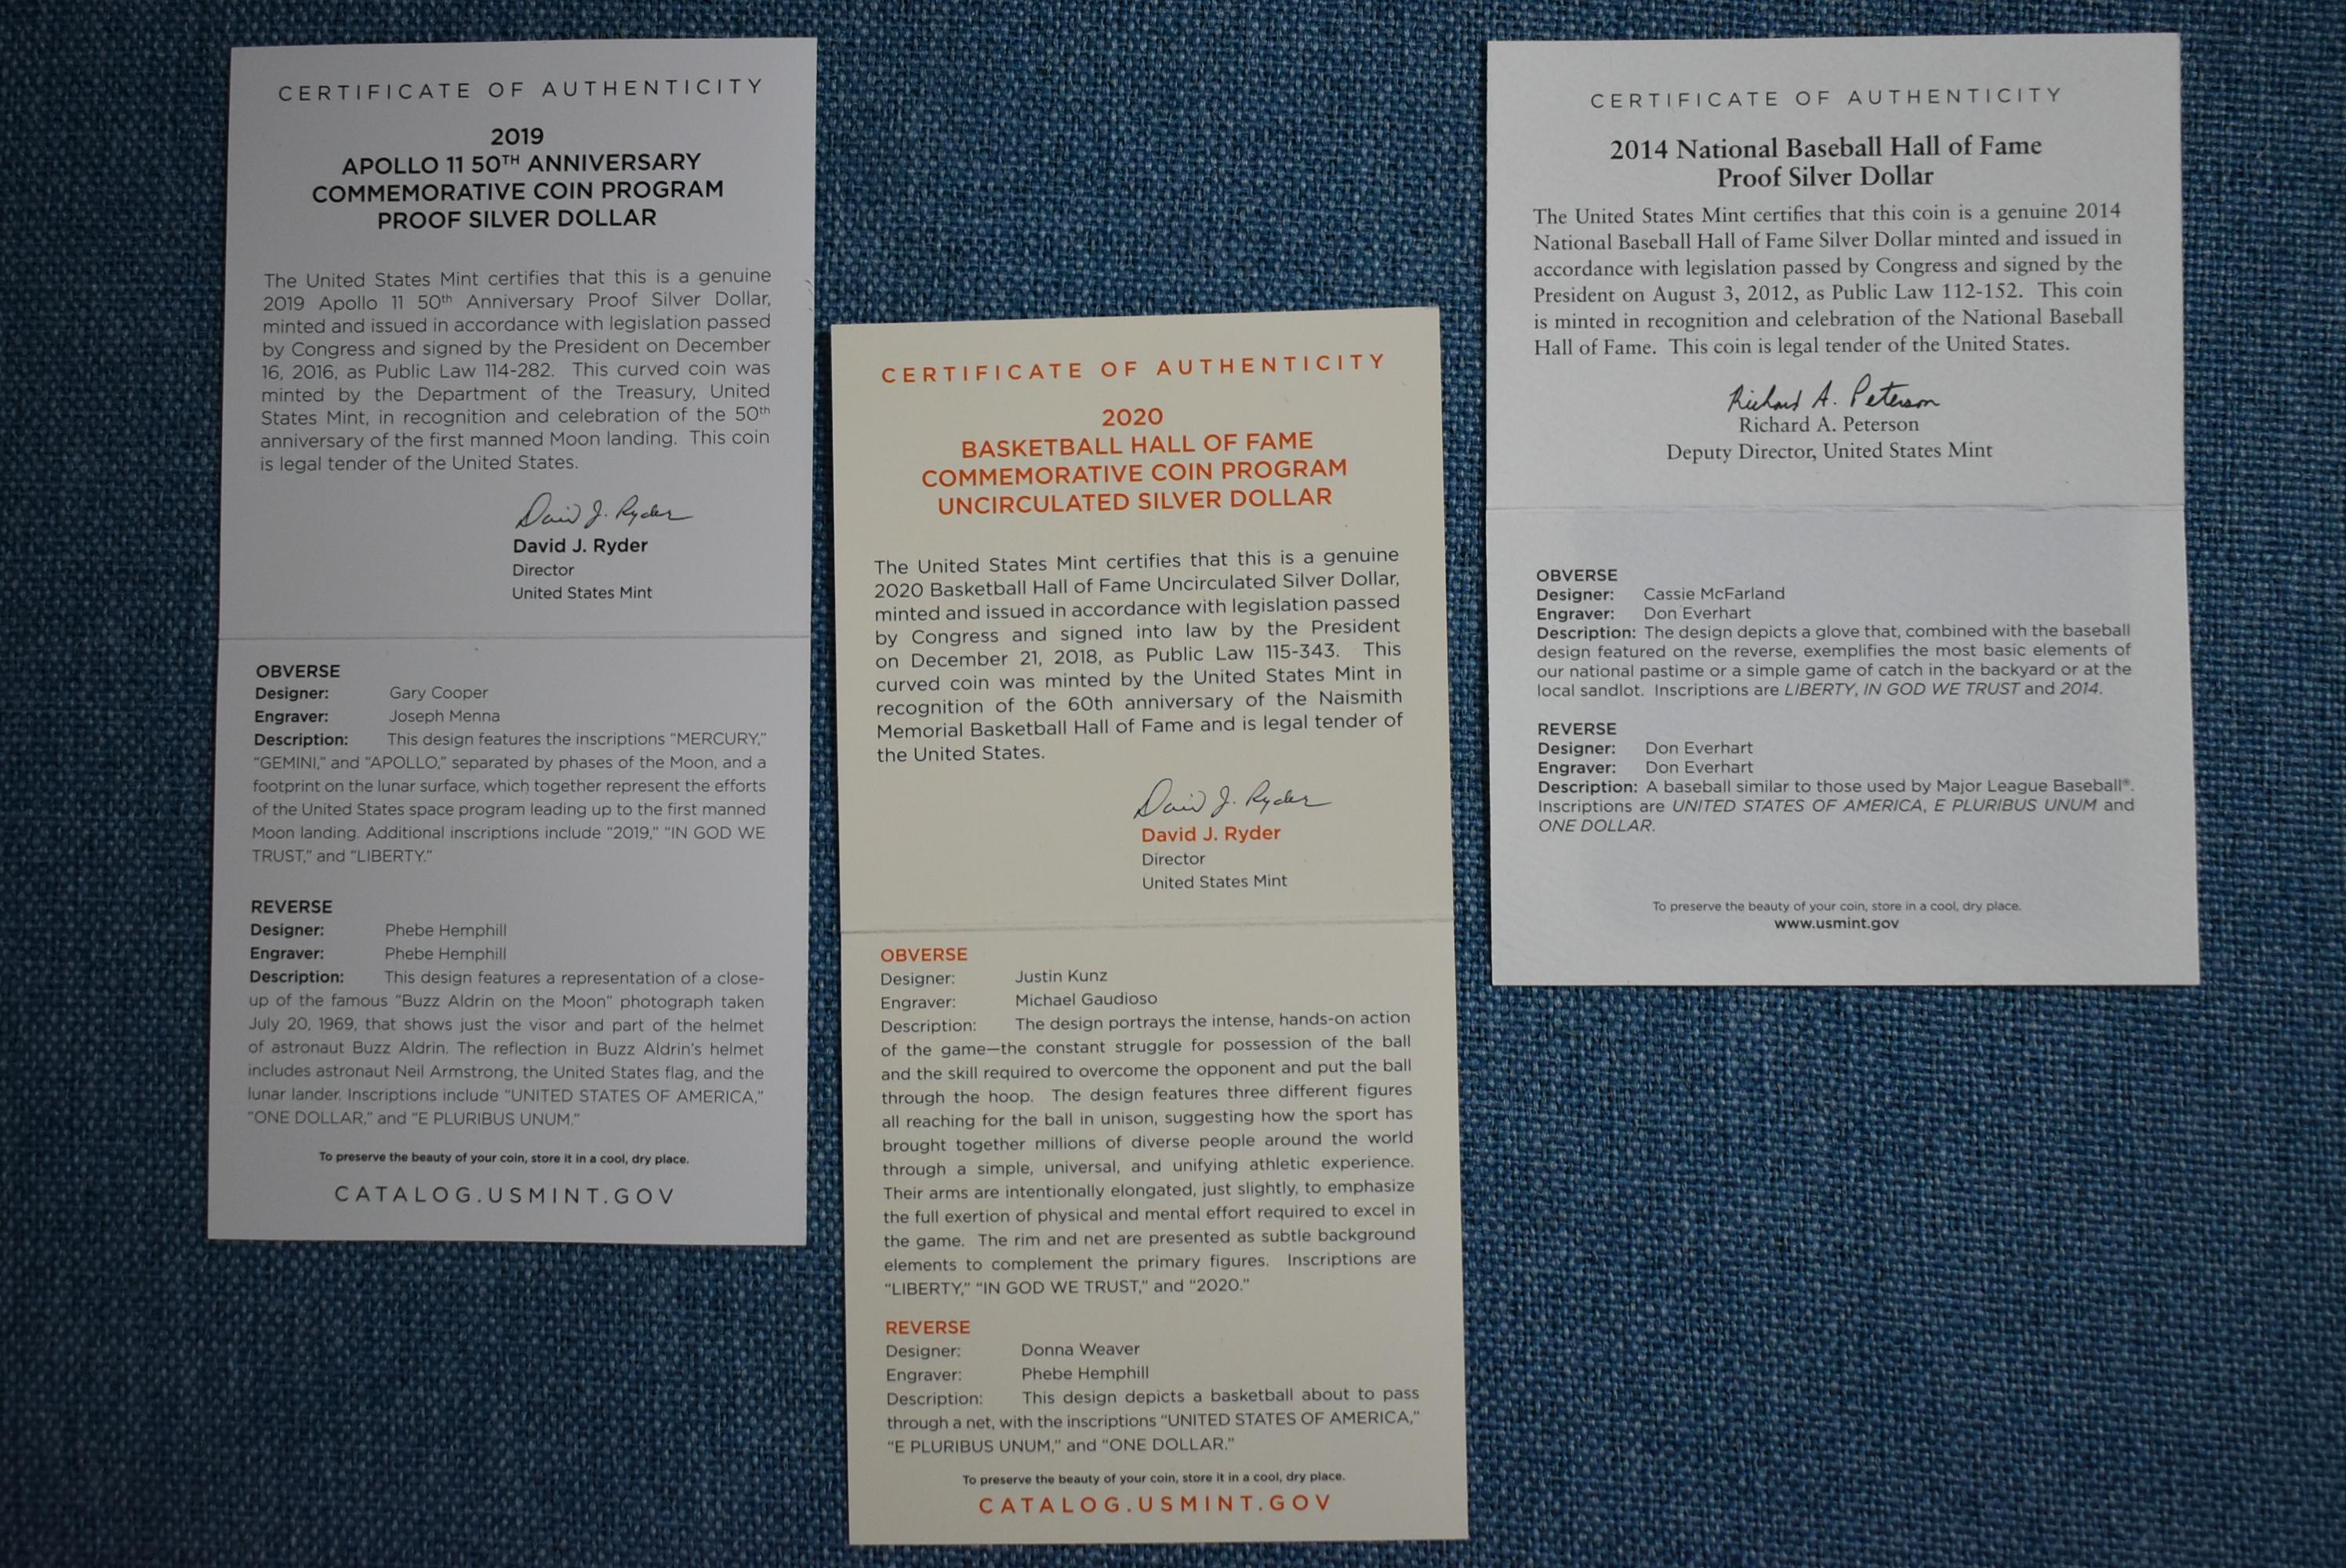 CERTIFICATE OF AUTHENTICITY
2019
APOLLO 11 50TH ANNIVERSARY
COMMEMORATIVE COIN PROGRAM
PROOF SILVER DOLLAR
The United States Mint certifies that this is a genuine
2019 Apollo 11 50th Anniversary Proof Silver Dollar,
minted and issued in accordance with legislation passed
by Congress and signed by the President on December
16, 2016, as Public Law 114-282. This curved coin was
minted by the Department of the Treasury, United
States Mint, in recognition and celebration of the 50th
anniversary of the first manned Moon landing. This coin
is legal tender of the United States.
David J. Ryder
David J. Ryder
Director
United States Mint
OBVERSE
Designer: Gary Cooper
Engraver: Joseph Menna
Description: This design features the inscriptions “MERCURY,”
“GEMINI,” and “APOLLO,” separated by phases of the Moon, and a
footprint on the lunar surface, which together represent the efforts
of the United States space program leading up to the first manned
Moon landing. Additional inscriptions include “2019,” “IN GOD WE
TRUST,” and “LIBERTY.”
REVERSE
Designer: Phebe Hemphill
Engraver: Phebe Hemphill
Description: This design features a representation of a close-
up of the famous “Buzz Aldrin on the Moon” photograph taken
July 20, 1969, that shows just the visor and part of the helmet
of astronaut Buzz Aldrin. The reflection in Buzz Aldrin’s helmet
includes astronaut Neil Armstrong, the United States flag, and the
lunar lander. Inscriptions include “UNITED STATES OF AMERICA,”
“ONE DOLLAR,” and “E PLURIBUS UNUM.”
To preserve the beauty of your coin, store it in a cool, dry place.
CATALOG.USMINT.GOV
CERTIFICATE OF AUTHENTICITY
2020
BASKETBALL HALL OF FAME
COMMEMORATIVE COIN PROGRAM
UNCIRCULATED SILVER DOLLAR
The United States Mint certifies that this is a genuine
2020 Basketball Hall of Fame Uncirculated Silver Dollar,
minted and issued in accordance with legislation passed
by Congress and signed into law by the President
on December 21, 2018, as Public Law 115-343. This
curved coin was minted by the United States Mint in
recognition of the 60th anniversary of the Naismith
Memorial Basketball Hall of Fame and is legal tender of
the United States.
David J. Ryder
David J. Ryder
Director
United States Mint
OBVERSE
Designer: Justin Kunz
Engraver: Michael Gaudioso
Description: The design portrays the intense, hands-on action
of the game—the constant struggle for possession of the ball
and the skill required to overcome the opponent and put the ball
through the hoop. The design features three different figures
all reaching for the ball in unison, suggesting how the sport has
brought together millions of diverse people around the world
through a simple, universal, and unifying athletic experience.
Their arms are intentionally elongated, just slightly, to emphasize
the full exertion of physical and mental effort required to excel in
the game. The rim and net are presented as subtle background
elements to complement the primary figures. Inscriptions are
“LIBERTY,” “IN GOD WE TRUST,” and “2020.”
REVERSE
Designer: Donna Weaver
Engraver: Phebe Hemphill
Description: This design depicts a basketball about to pass
through a net, with the inscriptions “UNITED STATES OF AMERICA,”
“E PLURIBUS UNUM,” and “ONE DOLLAR.”
To preserve the beauty of your coin, store it in a cool, dry place.
CATALOG.USMINT.GOV
CERTIFICATE OF AUTHENTICITY
2014 National Baseball Hall of Fame
Proof Silver Dollar
The United States Mint certifies that this coin is a genuine 2014
National Baseball Hall of Fame Silver Dollar minted and issued in
accordance with legislation passed by Congress and signed by the
President on August 3, 2012, as Public Law 112-152. This coin
is minted in recognition and celebration of the National Baseball
Hall of Fame. This coin is legal tender of the United States.
Richard A. Peterson
Richard A. Peterson
Deputy Director, United States Mint
OBVERSE
Designer: Cassie McFarland
Engraver: Don Everhart
Description: The design depicts a glove that, combined with the baseball
design featured on the reverse, exemplifies the most basic elements of
our national pastime or a simple game of catch in the backyard or at the
local sandlot. Inscriptions are LIBERTY, IN GOD WE TRUST and 2014.
REVERSE
Designer: Don Everhart
Engraver: Don Everhart
Description: A baseball similar to those used by Major League Baseball®.
Inscriptions are UNITED STATES OF AMERICA, E PLURIBUS UNUM and
ONE DOLLAR.
To preserve the beauty of your coin, store in a cool, dry place.
www.usmint.gov